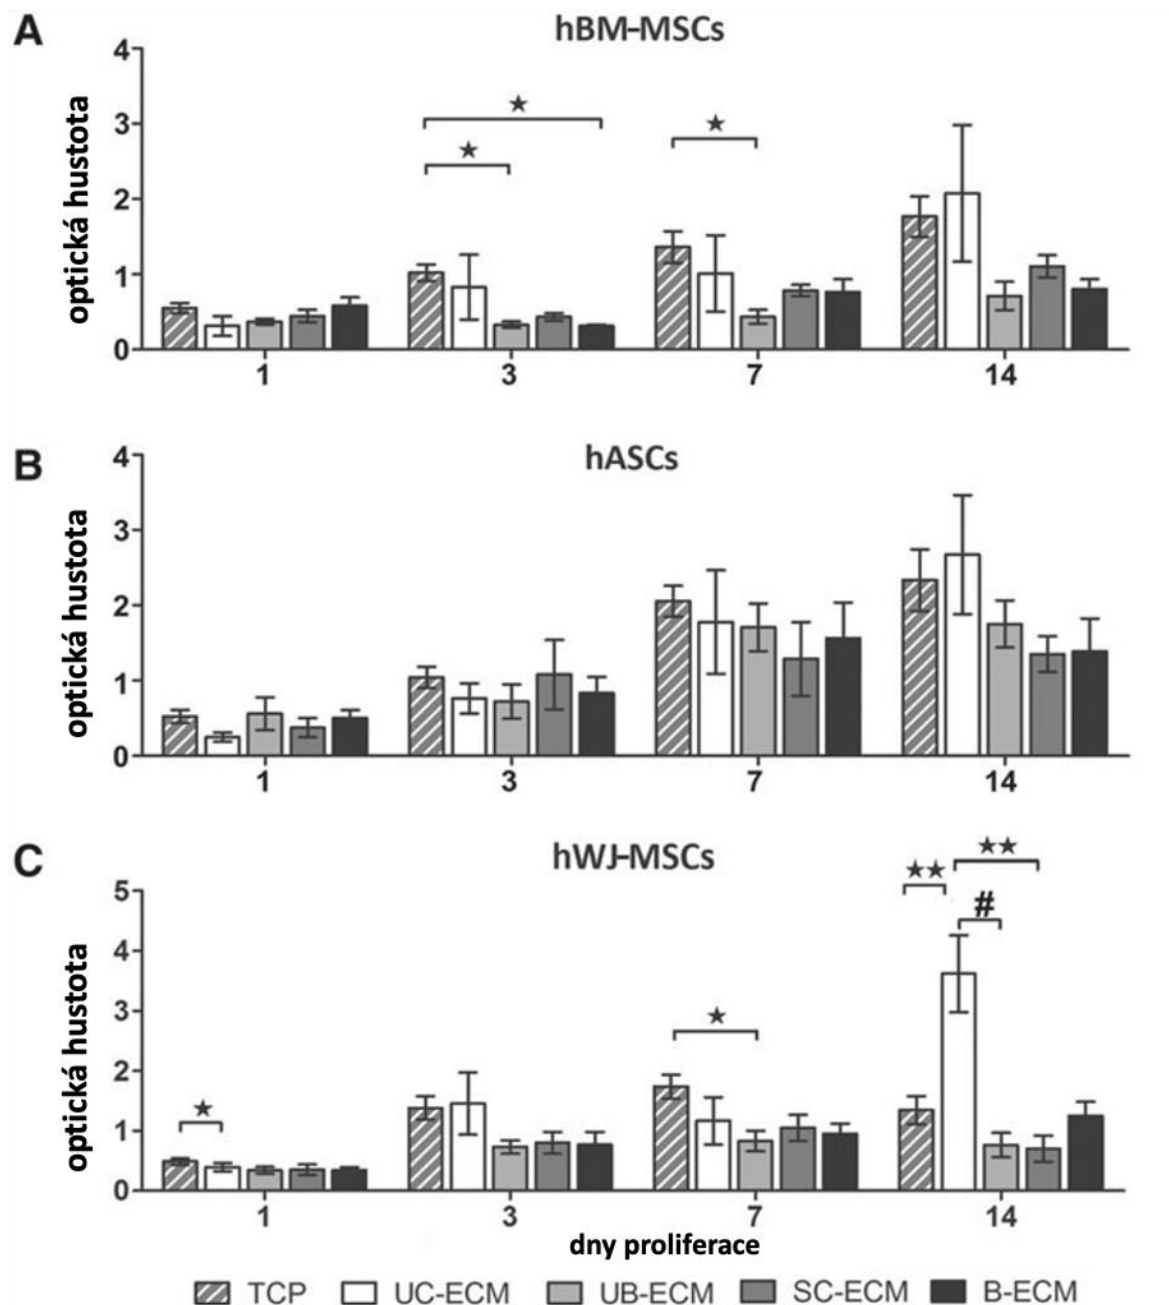 A
hBM-MSCs
optická hustota
4
3
2
1
0
★
★
★
1 3 7 14
B
hASCs
optická hustota
4
3
2
1
0
1 3 7 14
C
hWJ-MSCs
optická hustota
5
4
3
2
1
0
★
★
★★
★★
#
1 3 7 14
dny proliferace
TCP UC-ECM UB-ECM SC-ECM B-ECM